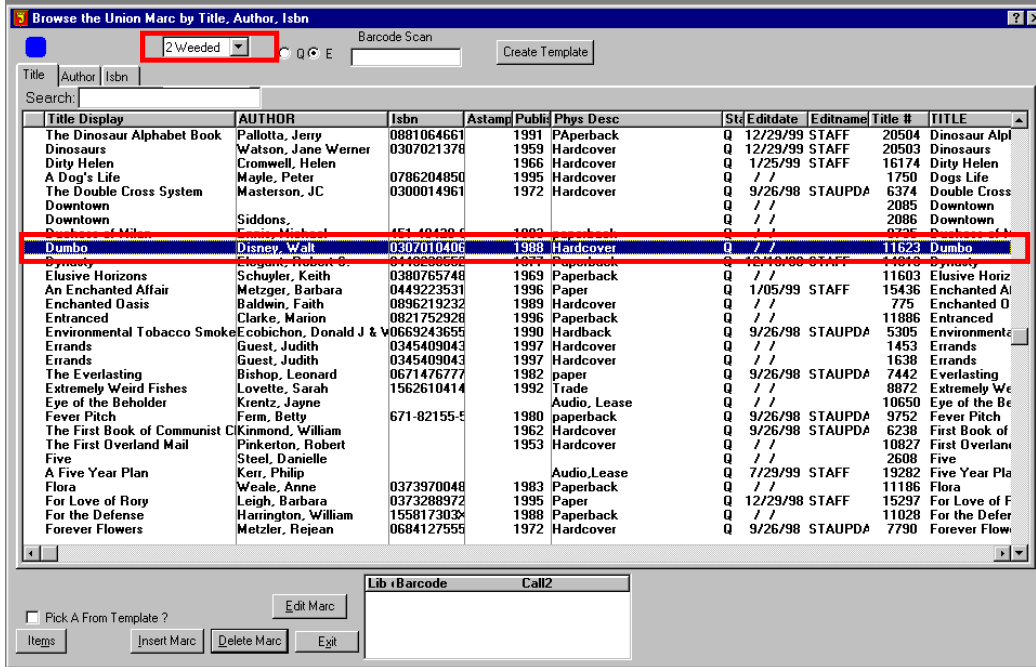 Browse the Union Marc by Title, Author, Isbn
2 Weeded Q E Barcode Scan Create Template
Title Author Isbn
Search:
Title Display AUTHOR Isbn Astamp Publis Phys Desc Sta Editdate Editname Title # TITLE
The Dinosaur Alphabet Book Pallotta, Jerry 0881064661 1991 PAperback Q 12/29/99 STAFF 20504 Dinosaur Alpl
Dinosaurs Watson, Jane Werner 0307021378 1959 Hardcover Q 12/29/99 STAFF 20503 Dinosaurs
Dirty Helen Cromwell, Helen 1966 Hardcover Q 1/25/99 STAFF 16174 Dirty Helen
A Dog's Life Mayle, Peter 0786204850 1995 Hardcover Q / / 1750 Dogs Life
The Double Cross System Masterson, JC 0300014961 1972 Hardcover Q 9/26/98 STAUPDA 6374 Double Cross
Downtown Q / / 2085 Downtown
Downtown Siddons, Q / / 2086 Downtown
Duchess of Milan Ennis, Michael Q / /
Dumbo Disney, Walt 0307010406 1988 Hardcover Q / / 11623 Dumbo
Dynasty Elegant, Robert S. 1977 Paperback Q STAFF Dynasty
Elusive Horizons Schuyler, Keith 0380765748 1969 Paperback Q / / 11603 Elusive Horiz
An Enchanted Affair Metzger, Barbara 0449223531 1996 Paper Q 1/05/99 STAFF 15436 Enchanted Al
Enchanted Oasis Baldwin, Faith 0896219232 1989 Hardcover Q / / 775 Enchanted O
Entranced Clarke, Marion 0821752928 1996 Paperback Q / / 11886 Entranced
Environmental Tobacco Smoke Ecobichon, Donald J & W 0669243655 1990 Hardback Q 9/26/98 STAUPDA 5305 Environmenta
Errands Guest, Judith 0345409043 1997 Hardcover Q / / 1453 Errands
Errands Guest, Judith 0345409043 1997 Hardcover Q / / 1638 Errands
The Everlasting Bishop, Leonard 0671476777 1982 paper Q 9/26/98 STAUPDA 7442 Everlasting
Extremely Weird Fishes Lovette, Sarah 1562610414 1992 Trade Q / / 8872 Extremely We
Eye of the Beholder Krentz, Jayne Audio, Lease Q / / 10650 Eye of the Be
Fever Pitch Ferm, Betty 671-82155-5 1980 paperback Q 9/26/98 STAUPDA 9752 Fever Pitch
The First Book of Communist Cl Kinmond, William 1962 Hardcover Q 9/26/98 STAUPDA 6238 First Book of
The First Overland Mail Pinkerton, Robert 1953 Hardcover Q / / 10827 First Overlan
Five Steel, Danielle Q / / 2608 Five
A Five Year Plan Kerr, Philip Audio,Lease Q 7/29/99 STAFF 19282 Five Year Pla
Flora Weale, Anne 0373970048 1983 Paperback Q / / 11186 Flora
For Love of Rory Leigh, Barbara 0373288972 1995 Paper Q 12/29/98 STAFF 15297 For Love of F
For the Defense Harrington, William 155817303X 1988 Paperback Q / / 11028 For the Defer
Forever Flowers Metzler, Rejean 0684127555 1972 Hardcover Q 9/26/98 STAUPDA 7790 Forever Flow
Lib c Barcode Call2
Edit Marc
Pick A From Template ?
Items Insert Marc Delete Marc Exit